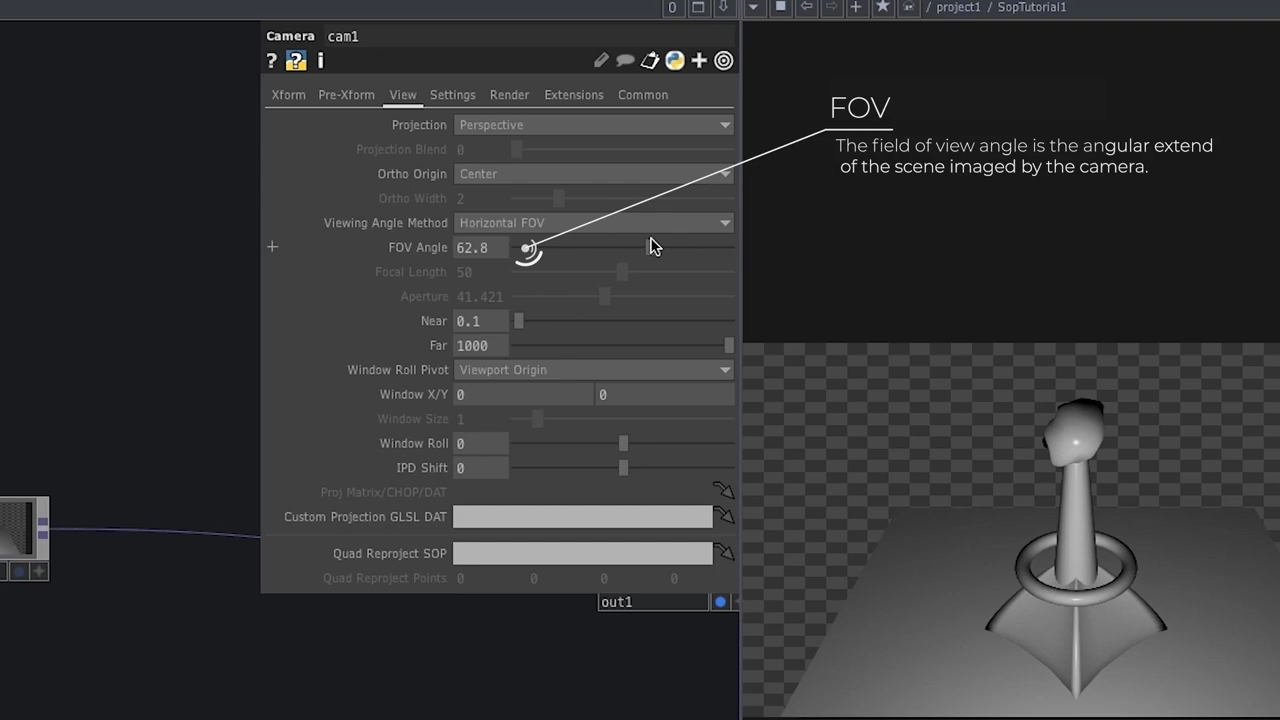 0
/ project1 / SopTutorial1
Camera cam1
? ? i
Xform Pre-Xform View Settings Render Extensions Common
Projection Perspective
Projection Blend 0
Ortho Origin Center
Ortho Width 2
Viewing Angle Method Horizontal FOV
FOV Angle 62.8
Focal Length 50
Aperture 41.421
Near 0.1
Far 1000
Window Roll Pivot Viewport Origin
Window X/Y 0 0
Window Size 1
Window Roll 0
IPD Shift 0
Proj Matrix/CHOP/DAT
Custom Projection GLSL DAT
Quad Reproject SOP
Quad Reproject Points 0 0 0 0
out1
FOV
The field of view angle is the angular extend
of the scene imaged by the camera.